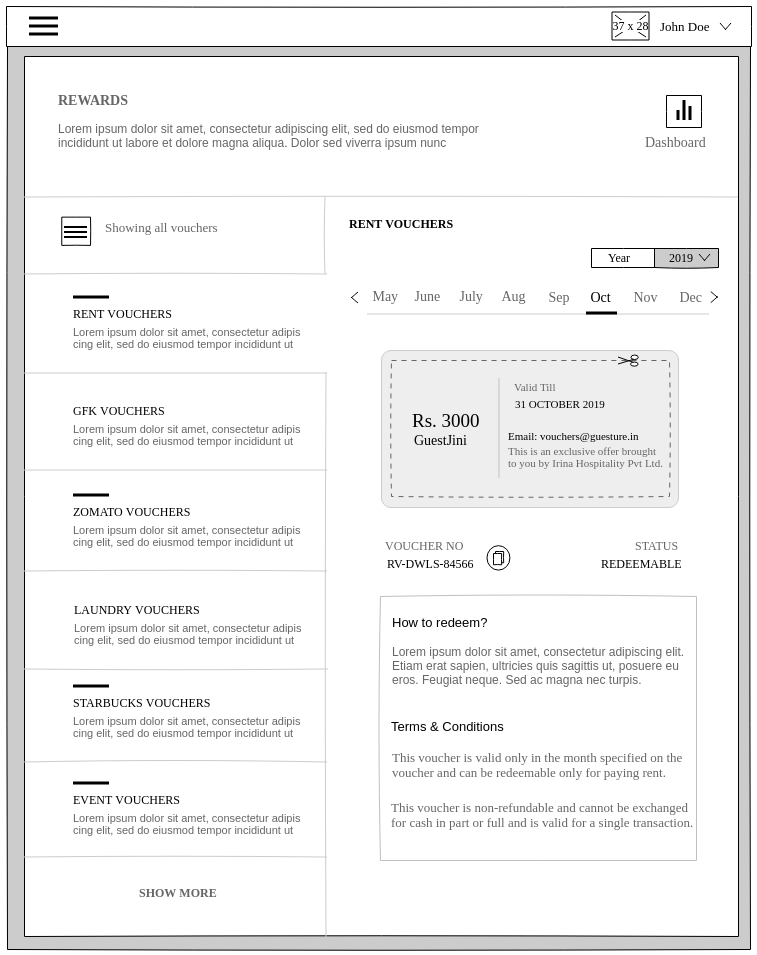 37 x 28
John Doe
REWARDS
Lorem ipsum dolor sit amet, consectetur adipiscing elit, sed do eiusmod tempor
incididunt ut labore et dolore magna aliqua. Dolor sed viverra ipsum nunc
Dashboard
Showing all vouchers
RENT VOUCHERS
Lorem ipsum dolor sit amet, consectetur adipis
cing elit, sed do eiusmod tempor incididunt ut
GFK VOUCHERS
Lorem ipsum dolor sit amet, consectetur adipis
cing elit, sed do eiusmod tempor incididunt ut
ZOMATO VOUCHERS
Lorem ipsum dolor sit amet, consectetur adipis
cing elit, sed do eiusmod tempor incididunt ut
LAUNDRY VOUCHERS
Lorem ipsum dolor sit amet, consectetur adipis
cing elit, sed do eiusmod tempor incididunt ut
STARBUCKS VOUCHERS
Lorem ipsum dolor sit amet, consectetur adipis
cing elit, sed do eiusmod tempor incididunt ut
EVENT VOUCHERS
Lorem ipsum dolor sit amet, consectetur adipis
cing elit, sed do eiusmod tempor incididunt ut
SHOW MORE
RENT VOUCHERS
Year 2019
May June July Aug Sep Oct Nov Dec
Rs. 3000
GuestJini
Valid Till
31 OCTOBER 2019
Email: vouchers@guesture.in
This is an exclusive offer brought
to you by Irina Hospitality Pvt Ltd.
VOUCHER NO
RV-DWLS-84566
STATUS
REDEEMABLE
How to redeem?
Lorem ipsum dolor sit amet, consectetur adipiscing elit.
Etiam erat sapien, ultricies quis sagittis ut, posuere eu
eros. Feugiat neque. Sed ac magna nec turpis.
Terms & Conditions
This voucher is valid only in the month specified on the
voucher and can be redeemable only for paying rent.
This voucher is non-refundable and cannot be exchanged
for cash in part or full and is valid for a single transaction.